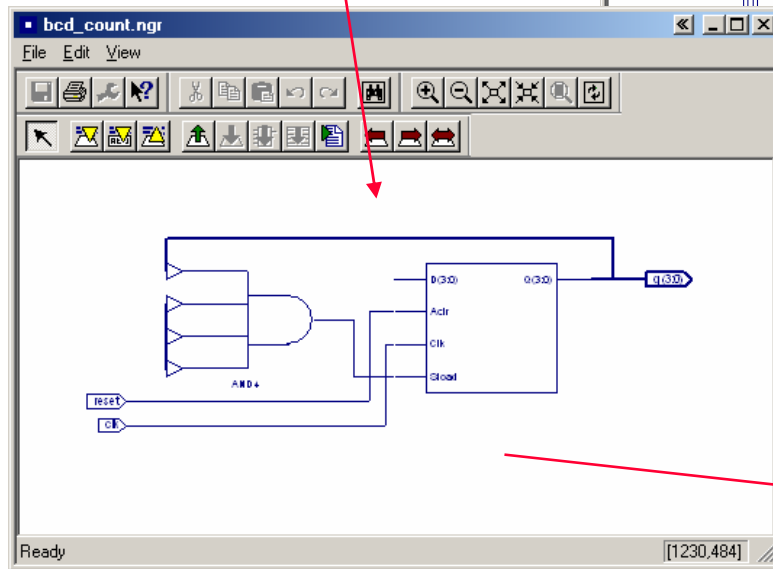 bcd_count.ngr
File Edit View
REV
D(3:0) Q(3:0)
q(3:0)
Aclr
Clk
Sload
AND4
reset
clk
Ready [1230,484]